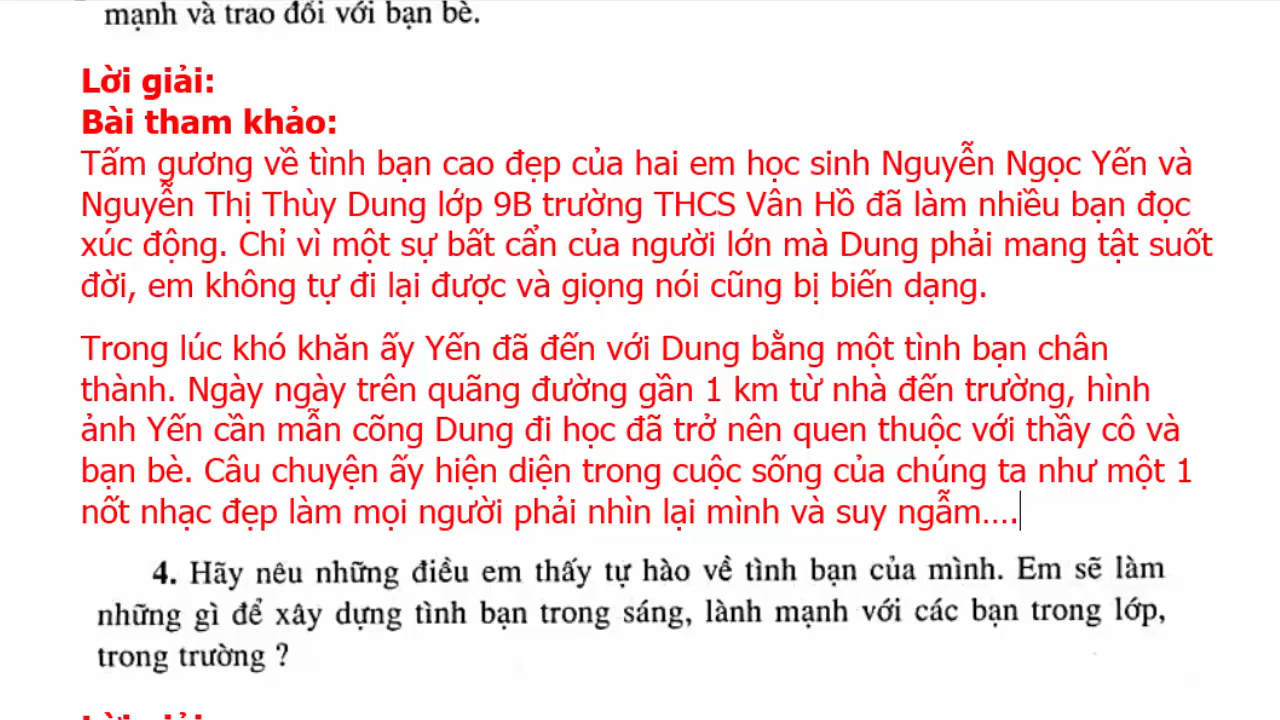 mạnh và trao đổi với bạn bè.
Lời giải:
Bài tham khảo:
Tấm gương về tình bạn cao đẹp của hai em học sinh Nguyễn Ngọc Yến và
Nguyễn Thị Thùy Dung lớp 9B trường THCS Vân Hồ đã làm nhiều bạn đọc
xúc động. Chỉ vì một sự bất cẩn của người lớn mà Dung phải mang tật suốt
đời, em không tự đi lại được và giọng nói cũng bị biến dạng.
Trong lúc khó khăn ấy Yến đã đến với Dung bằng một tình bạn chân
thành. Ngày ngày trên quãng đường gần 1 km từ nhà đến trường, hình
ảnh Yến cần mẫn cõng Dung đi học đã trở nên quen thuộc với thầy cô và
bạn bè. Câu chuyện ấy hiện diện trong cuộc sống của chúng ta như một 1
nốt nhạc đẹp làm mọi người phải nhìn lại mình và suy ngẫm....
4. Hãy nêu những điều em thấy tự hào về tình bạn của mình. Em sẽ làm
những gì để xây dựng tình bạn trong sáng, lành mạnh với các bạn trong lớp,
trong trường ?